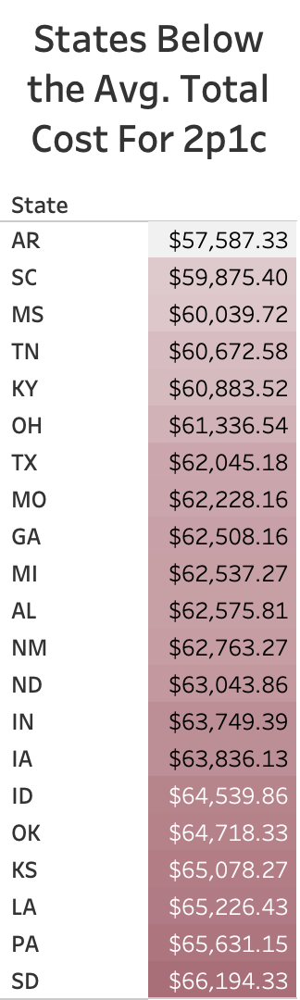 States Below
the Avg. Total
Cost For 2p1c
State
AR $57,587.33
SC $59,875.40
MS $60,039.72
TN $60,672.58
KY $60,883.52
OH $61,336.54
TX $62,045.18
MO $62,228.16
GA $62,508.16
MI $62,537.27
AL $62,575.81
NM $62,763.27
ND $63,043.86
IN $63,749.39
IA $63,836.13
ID $64,539.86
OK $64,718.33
KS $65,078.27
LA $65,226.43
PA $65,631.15
SD $66,194.33